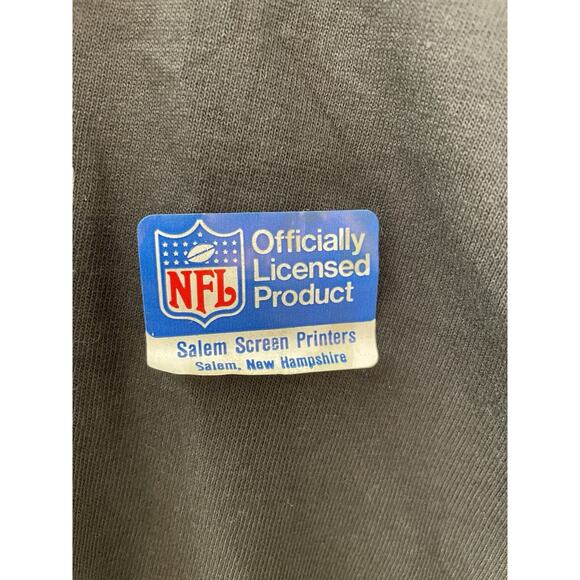 NFL
Officially
Licensed
Product
Salem Screen Printers
Salem, New Hampshire